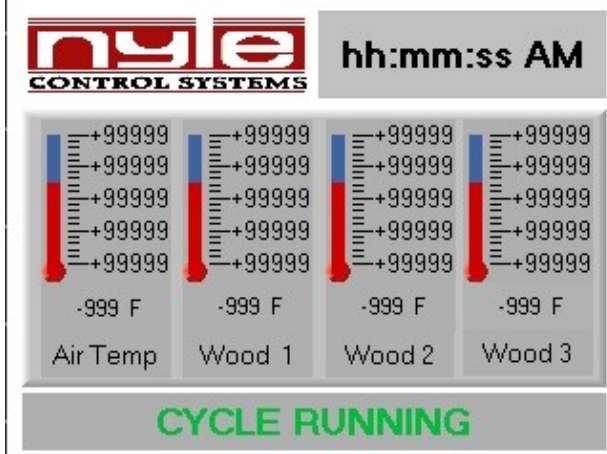 nyle
CONTROL SYSTEMS
hh:mm:ss AM
+99999 +99999 +99999 +99999
+99999 +99999 +99999 +99999
+99999 +99999 +99999 +99999
+99999 +99999 +99999 +99999
+99999 +99999 +99999 +99999
-999 F -999 F -999 F -999 F
Air Temp Wood 1 Wood 2 Wood 3
CYCLE RUNNING